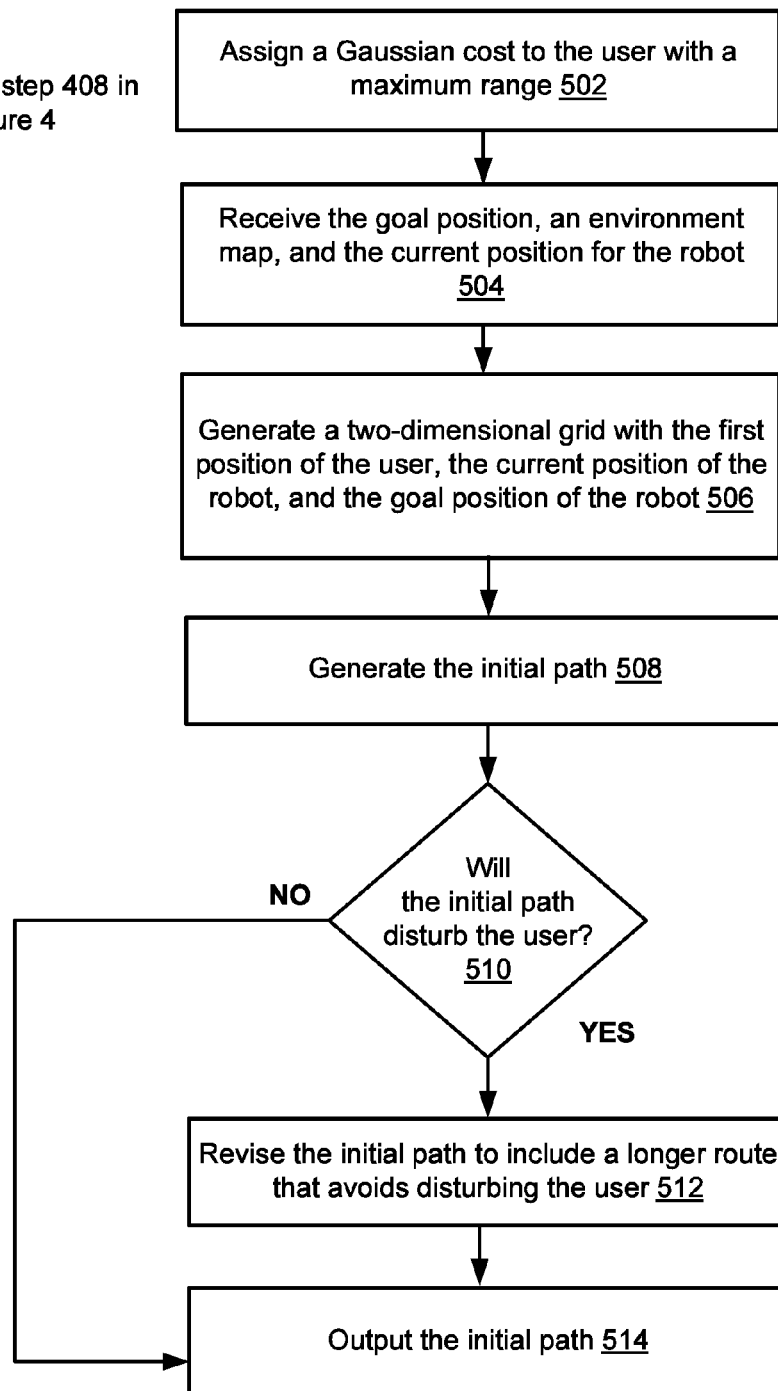 step 408 in
ure 4
Assign a Gaussian cost to the user with a
maximum range 502
Receive the goal position, an environment
map, and the current position for the robot
504
Generate a two-dimensional grid with the first
position of the user, the current position of the
robot, and the goal position of the robot 506
Generate the initial path 508
Will
the initial path
disturb the user?
510
NO
YES
Revise the initial path to include a longer route
that avoids disturbing the user 512
Output the initial path 514